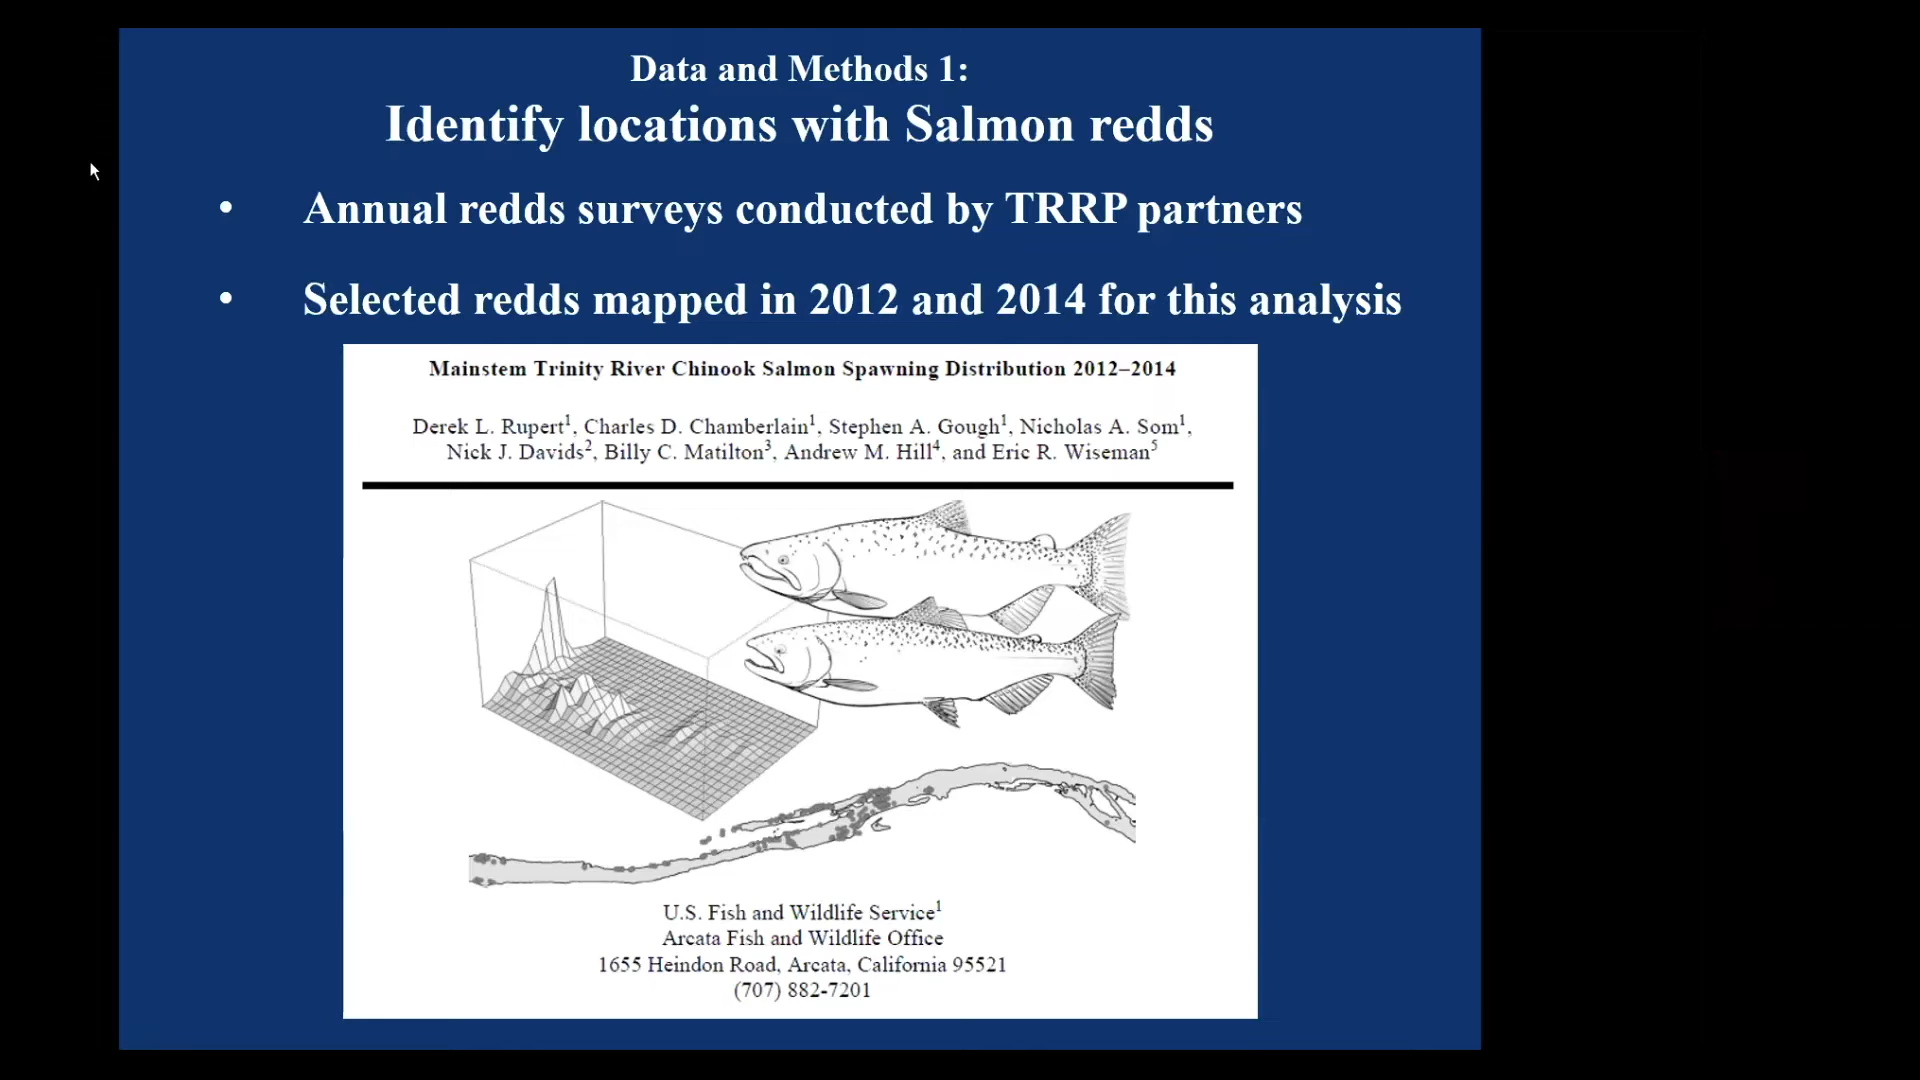 Data and Methods 1:
Identify locations with Salmon redds
• Annual redds surveys conducted by TRRP partners
• Selected redds mapped in 2012 and 2014 for this analysis
Mainstem Trinity River Chinook Salmon Spawning Distribution 2012–2014
Derek L. Rupert¹, Charles D. Chamberlain¹, Stephen A. Gough¹, Nicholas A. Som¹,
Nick J. Davids², Billy C. Matilton³, Andrew M. Hill⁴, and Eric R. Wiseman⁵
U.S. Fish and Wildlife Service¹
Arcata Fish and Wildlife Office
1655 Heindon Road, Arcata, California 95521
(707) 882-7201